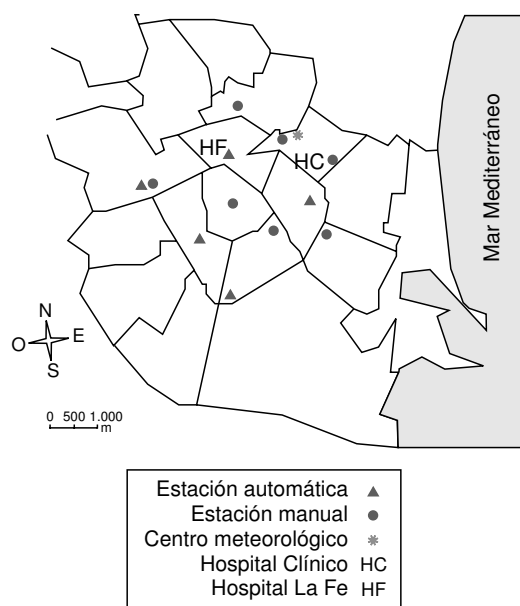 HF
HC
Mar Mediterráneo
N
O E
S
0 500 1.000
m
Estación automática
Estación manual
Centro meteorológico
Hospital Clínico HC
Hospital La Fe HF